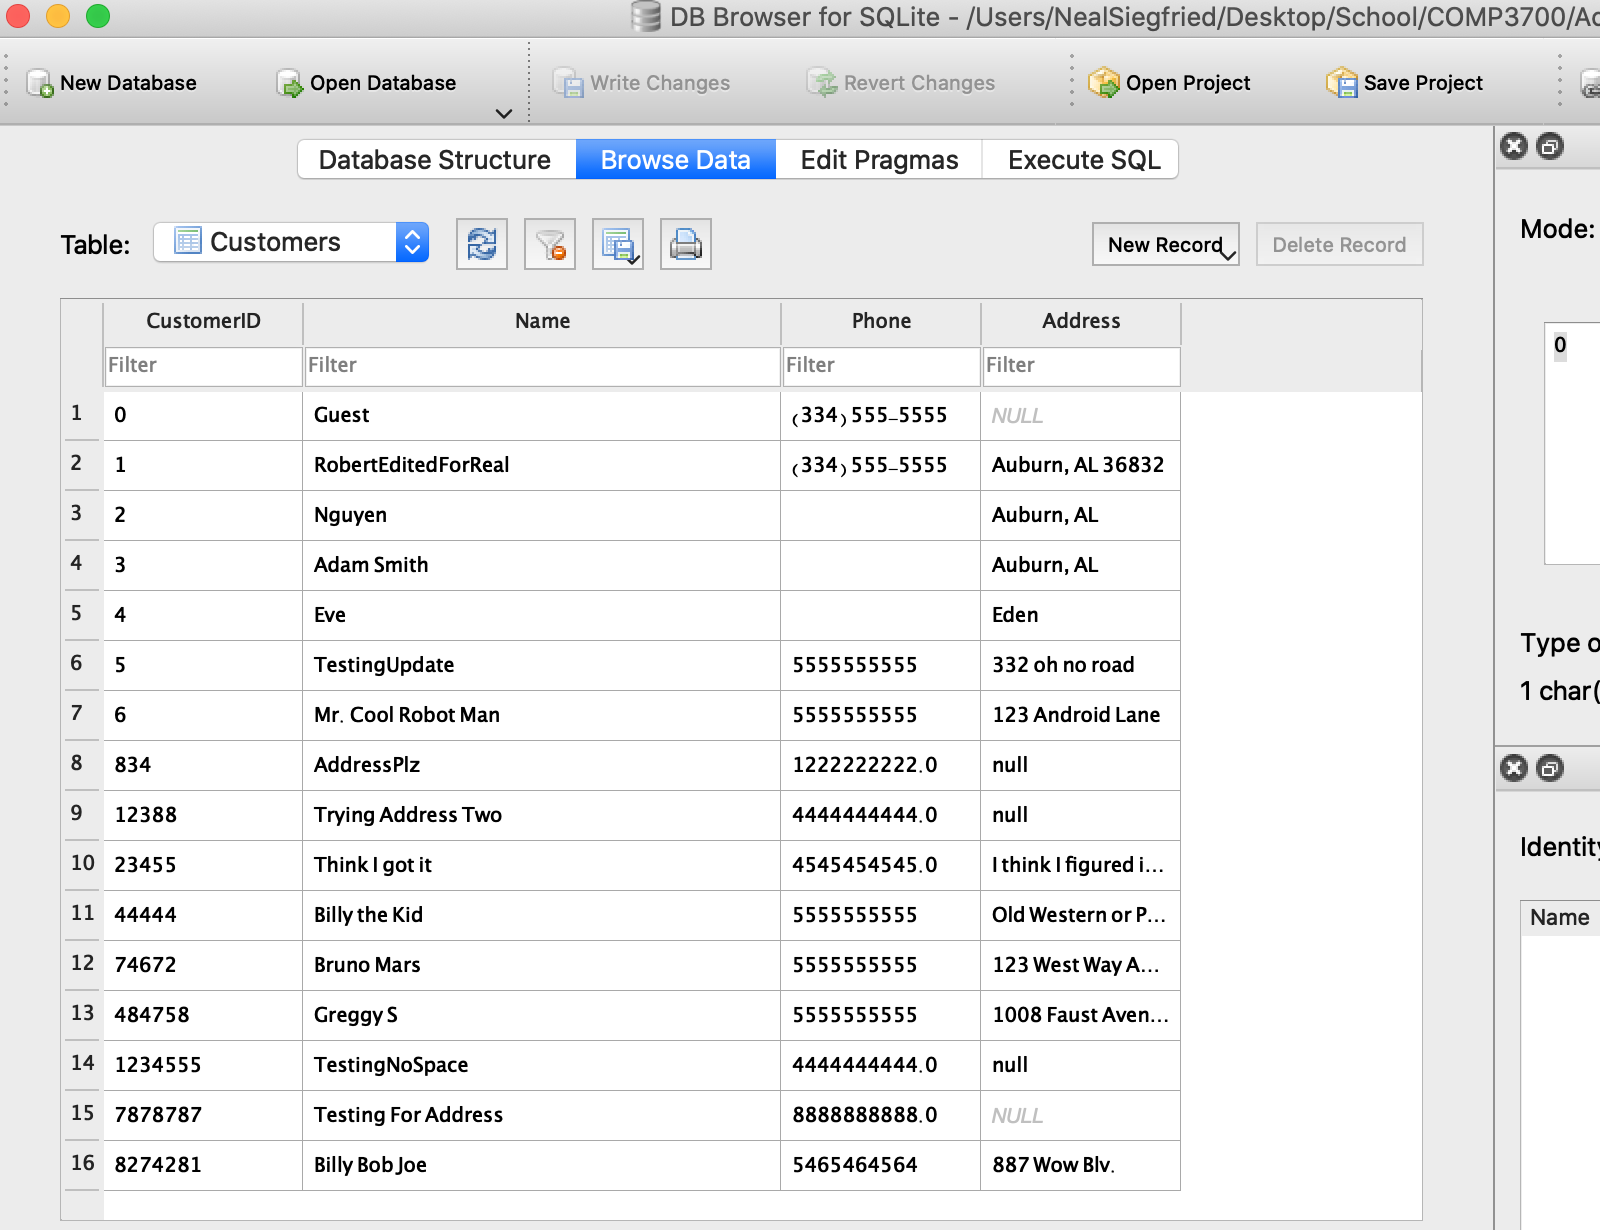 DB Browser for SQLite - /Users/NealSiegfried/Desktop/School/COMP3700/
New Database Open Database Write Changes Revert Changes Open Project Save Project
Database Structure Browse Data Edit Pragmas Execute SQL
Table: Customers New Record Delete Record
Mode:
CustomerID Name Phone Address
Filter Filter Filter Filter
0
1 0 Guest (334)555-5555 NULL
2 1 RobertEditedForReal (334)555-5555 Auburn, AL 36832
3 2 Nguyen Auburn, AL
4 3 Adam Smith Auburn, AL
5 4 Eve Eden
6 5 TestingUpdate 5555555555 332 oh no road
7 6 Mr. Cool Robot Man 5555555555 123 Android Lane
8 834 AddressPlz 1222222222.0 null
9 12388 Trying Address Two 4444444444.0 null
10 23455 Think I got it 4545454545.0 I think I figured i...
11 44444 Billy the Kid 5555555555 Old Western or P...
12 74672 Bruno Mars 5555555555 123 West Way A...
13 484758 Greggy S 5555555555 1008 Faust Aven...
14 1234555 TestingNoSpace 4444444444.0 null
15 7878787 Testing For Address 8888888888.0 NULL
16 8274281 Billy Bob Joe 5465464564 887 Wow Blv.
Type
1 char(
Identity
Name